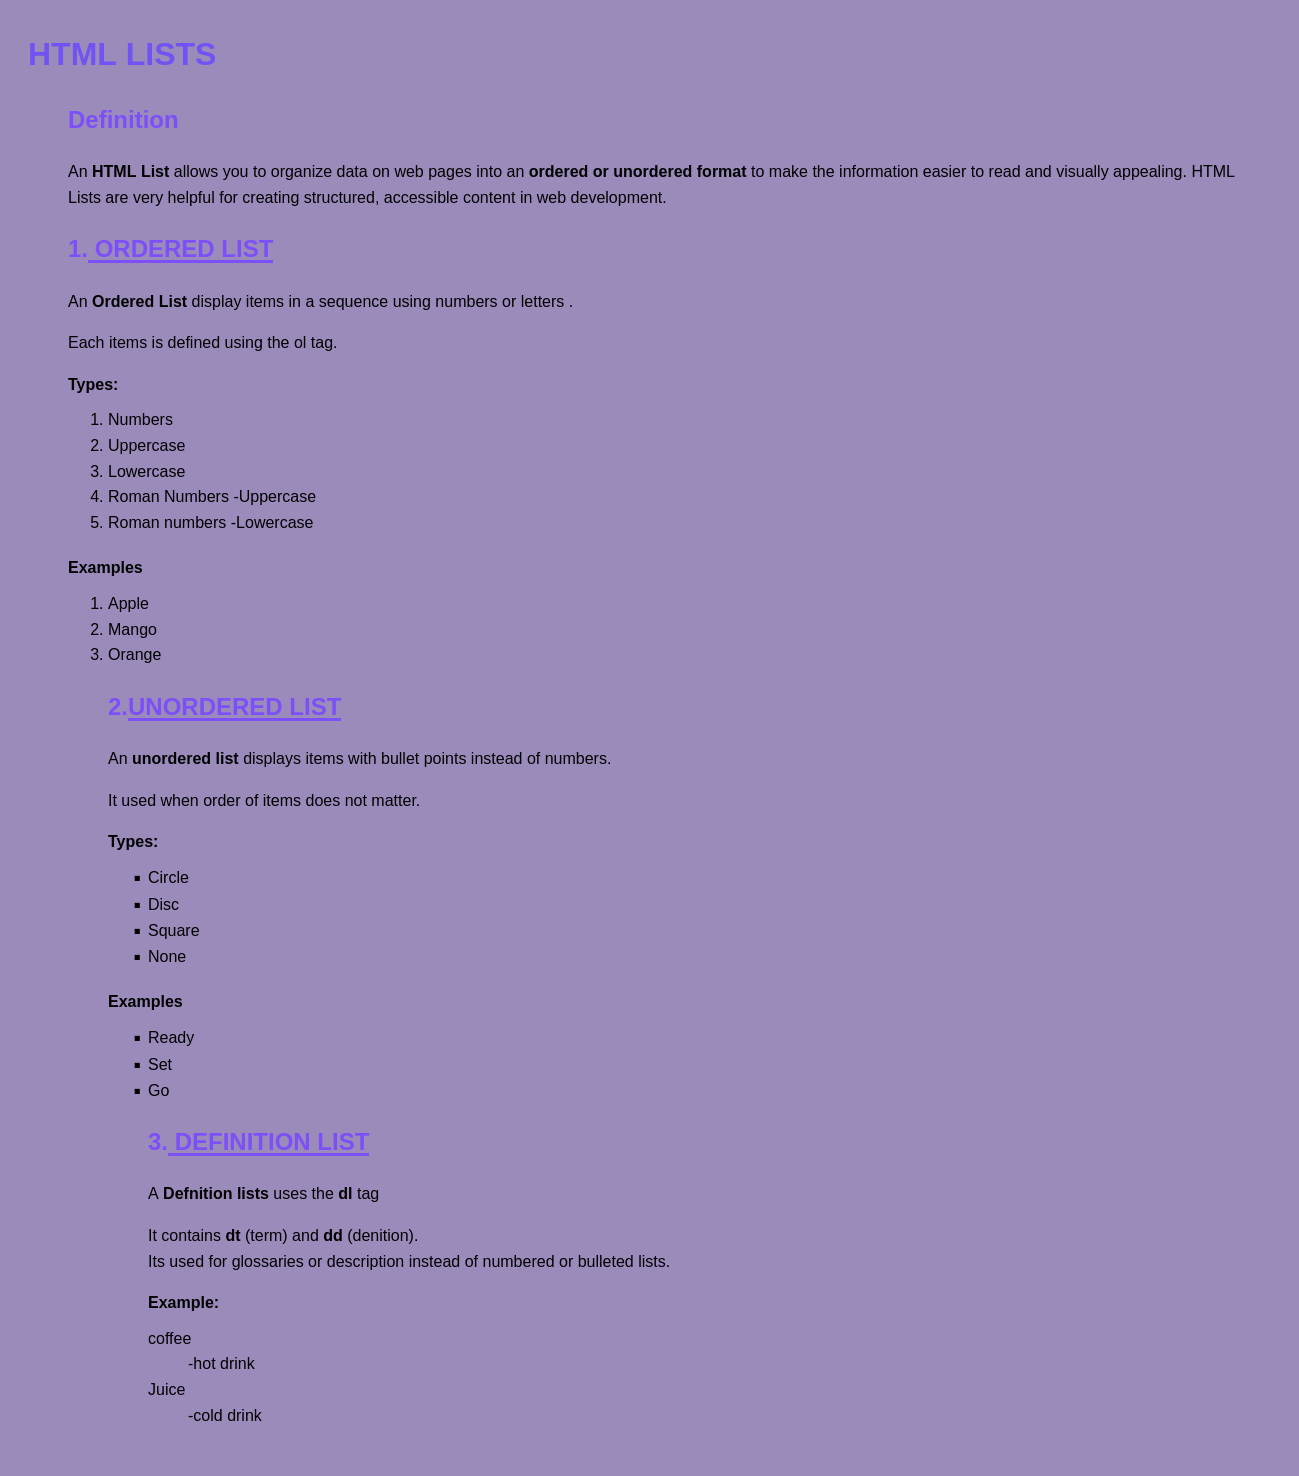 HTML LISTS
Definition
An HTML List allows you to organize data on web pages into an ordered or unordered format to make the information easier to read and visually appealing. HTML
Lists are very helpful for creating structured, accessible content in web development.
1. ORDERED LIST
An Ordered List display items in a sequence using numbers or letters .
Each items is defined using the ol tag.
Types:
1. Numbers
2. Uppercase
3. Lowercase
4. Roman Numbers -Uppercase
5. Roman numbers -Lowercase
Examples
1. Apple
2. Mango
3. Orange
2.UNORDERED LIST
An unordered list displays items with bullet points instead of numbers.
It used when order of items does not matter.
Types:
▪ Circle
▪ Disc
▪ Square
▪ None
Examples
▪ Ready
▪ Set
▪ Go
3. DEFINITION LIST
A Defnition lists uses the dl tag
It contains dt (term) and dd (denition).
Its used for glossaries or description instead of numbered or bulleted lists.
Example:
coffee
-hot drink
Juice
-cold drink